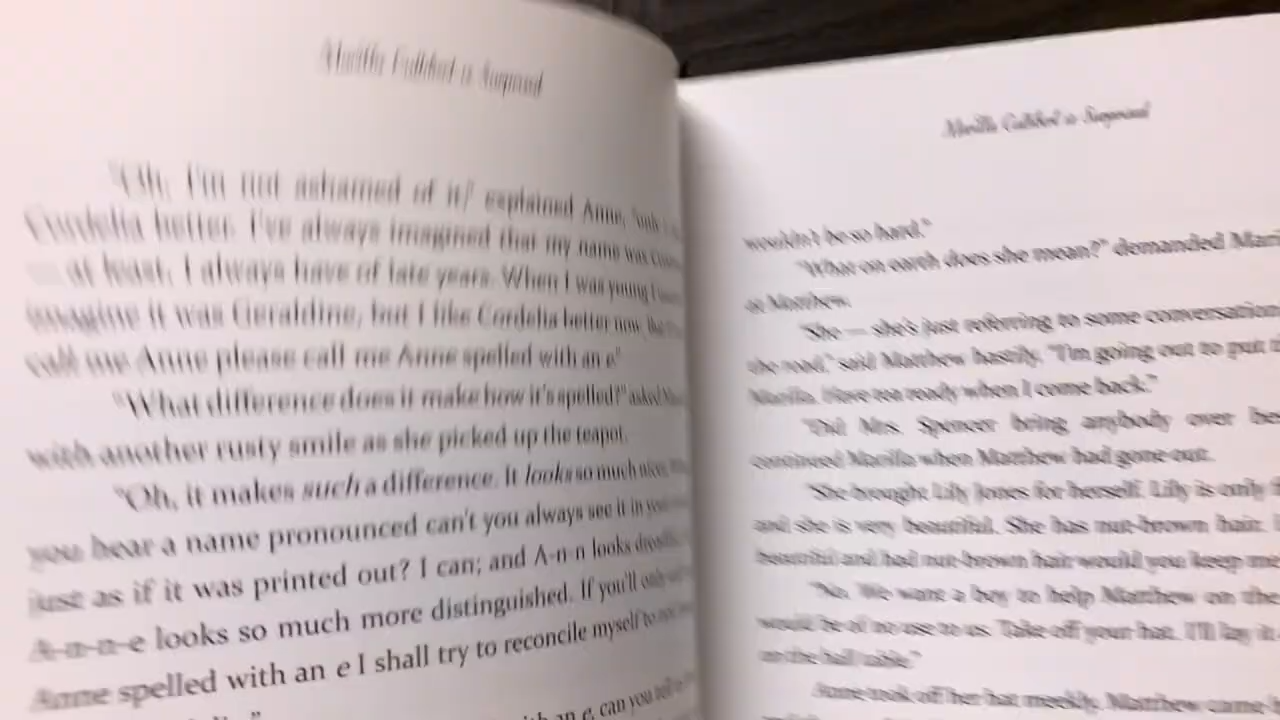 Marilla Cuthbert is Surprised
"Oh, I'm not ashamed of it," explained Anne, "only I
Cordelia better. I've always imagined that my name was
— at least, I always have of late years. When I was young I
imagine it was Geraldine, but I like Cordelia better now.
call me Anne please call me Anne spelled with an e."
"What difference does it make how it's spelled?" asked
with another rusty smile as she picked up the teapot.
"Oh, it makes such a difference. It looks so much nicer.
you hear a name pronounced can't you always see it in your
just as if it was printed out? I can; and A-n-n looks
A-n-n-e looks so much more distinguished. If you'll only
Anne spelled with an e I shall try to reconcile myself to not
with an e, can you tell
Marilla Cuthbert is Surprised
wouldn't be so hard."
"What on earth does she mean?" demanded
at Matthew.
"She — she's just referring to some conversation
the road," said Matthew hastily. "I'm going out to put
Marilla. Have tea ready when I come back."
"Did Mrs. Spencer bring anybody over
continued Marilla when Matthew had gone out.
"She brought Lily Jones for herself. Lily is only
and she is very beautiful. She has nut-brown hair.
beautiful and had nut-brown hair would you keep me
"No. We want a boy to help Matthew on the
would be of no use to us. Take off your hat. I'll lay it
on the hall table."
Anne took off her hat meekly. Matthew came